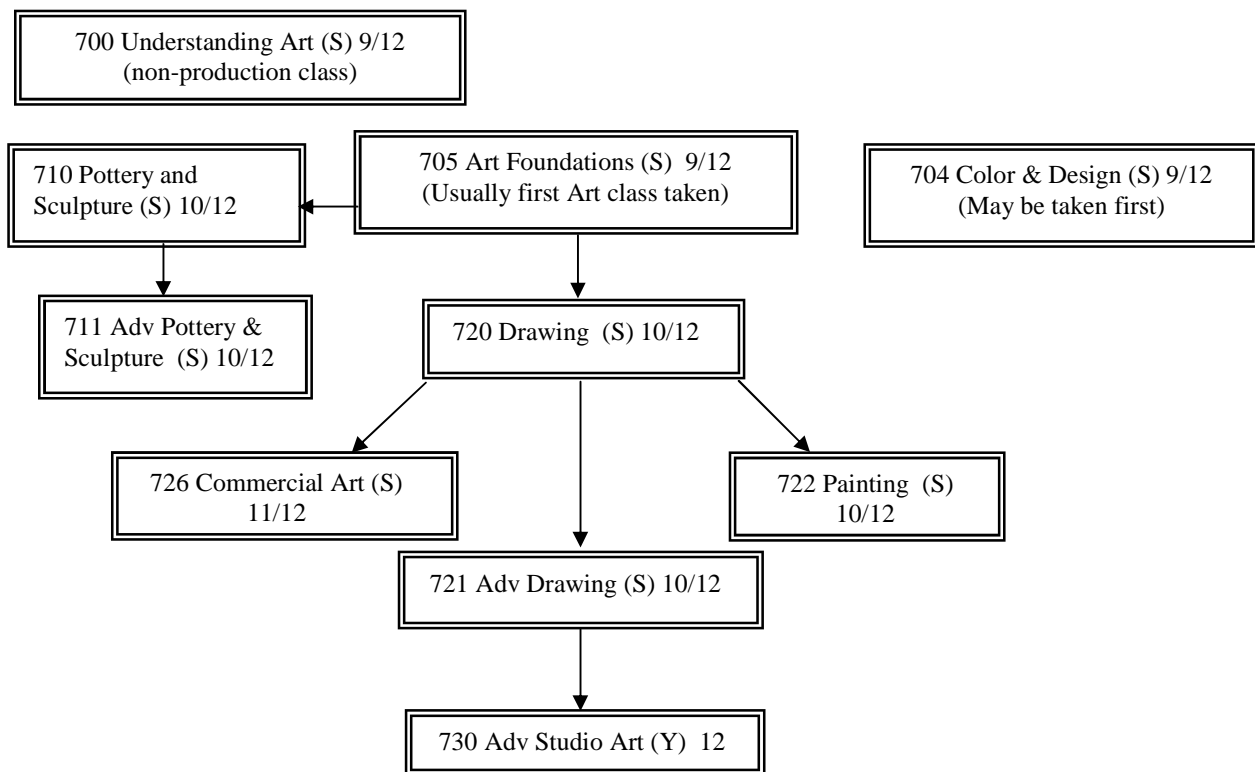 700 Understanding Art (S) 9/12
(non-production class)
710 Pottery and
Sculpture (S) 10/12
705 Art Foundations (S) 9/12
(Usually first Art class taken)
704 Color & Design (S) 9/12
(May be taken first)
711 Adv Pottery &
Sculpture (S) 10/12
720 Drawing (S) 10/12
726 Commercial Art (S)
11/12
722 Painting (S)
10/12
721 Adv Drawing (S) 10/12
730 Adv Studio Art (Y) 12